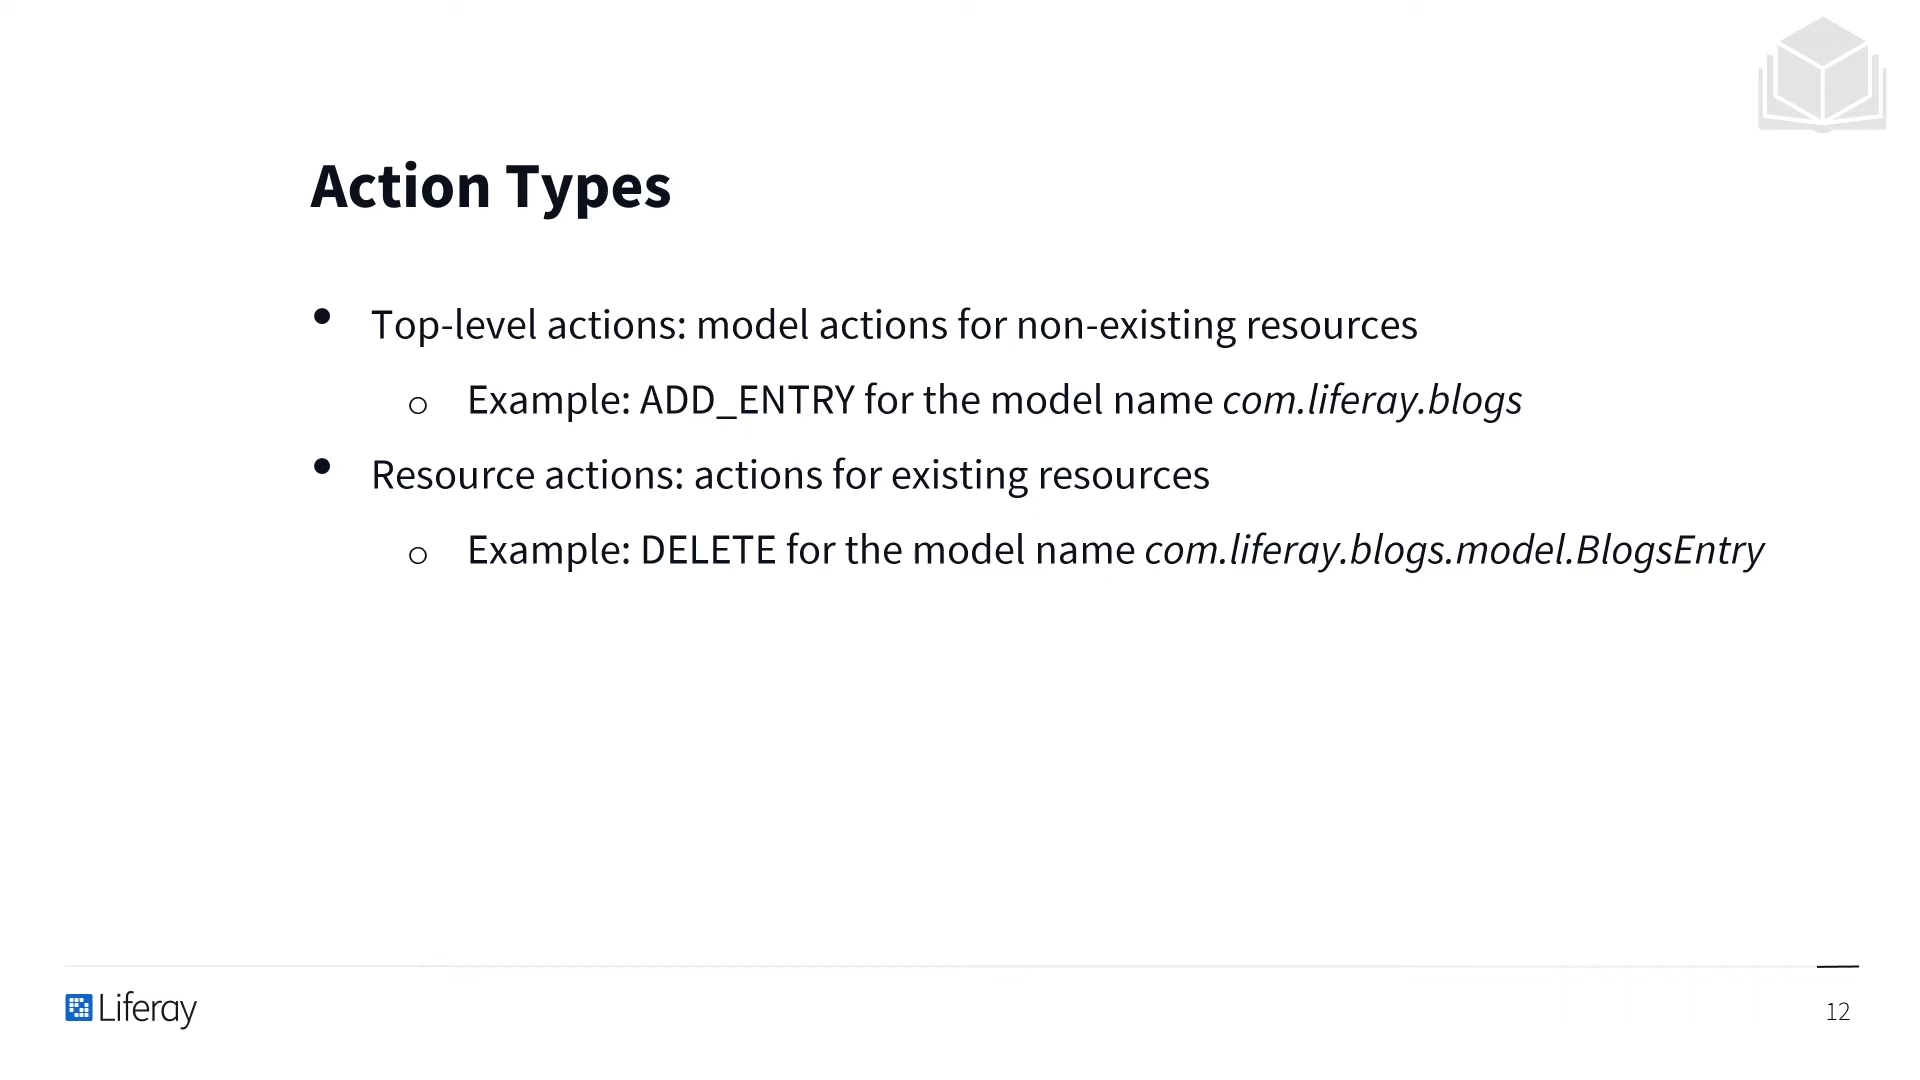 Action Types
• Top-level actions: model actions for non-existing resources
o Example: ADD_ENTRY for the model name com.liferay.blogs
• Resource actions: actions for existing resources
o Example: DELETE for the model name com.liferay.blogs.model.BlogsEntry
Liferay
12